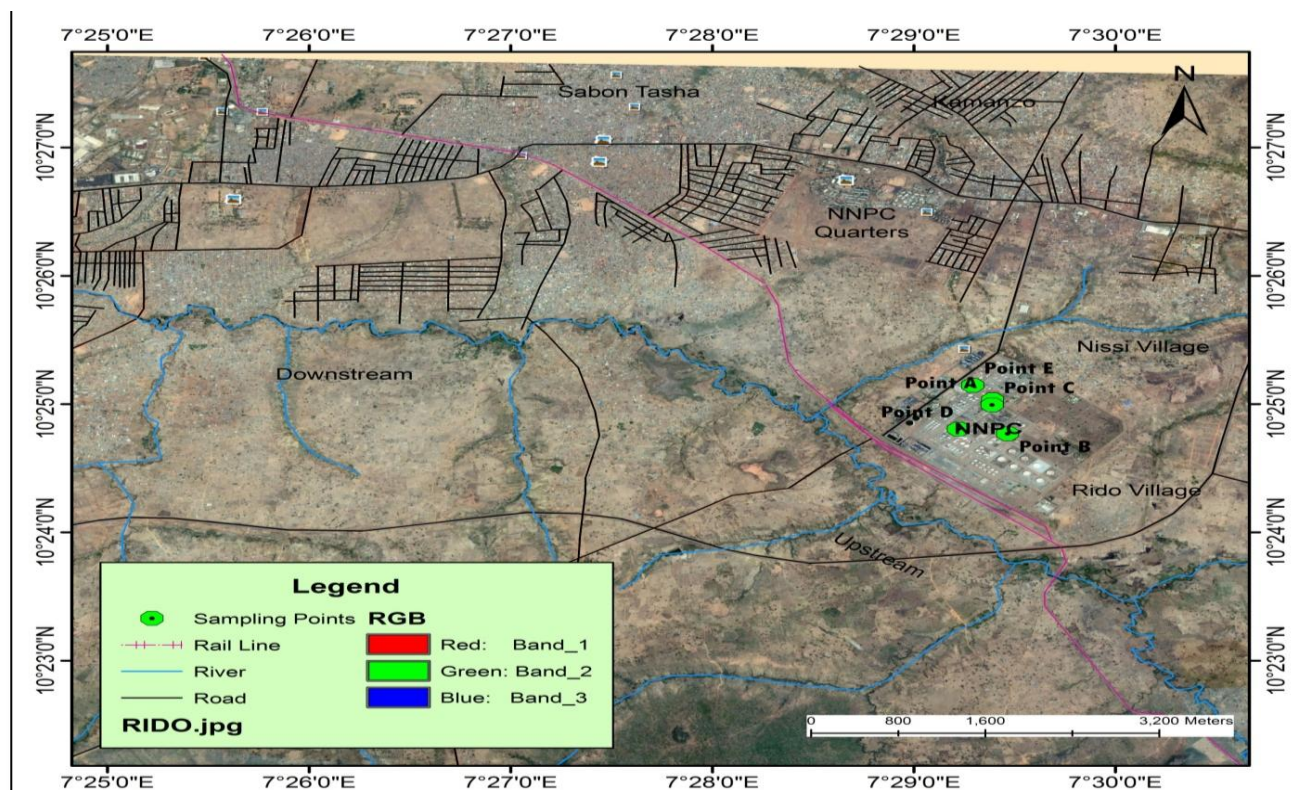 7°25'0"E 7°26'0"E 7°27'0"E 7°28'0"E 7°29'0"E 7°30'0"E
N
Sabon Tasha
Kamanzo
10°27'0"N 10°27'0"N
NNPC
Quarters
10°26'0"N 10°26'0"N
Nissi Village
Downstream
Point E
Point A Point C
10°25'0"N 10°25'0"N
Point D
NNPC
Point B
Rido Village
10°24'0"N 10°24'0"N
Upstream
Legend
Sampling Points RGB
Rail Line Red: Band_1
River Green: Band_2
Road Blue: Band_3
RIDO.jpg
10°23'0"N 10°23'0"N
0 800 1,600 3,200 Meters
7°25'0"E 7°26'0"E 7°27'0"E 7°28'0"E 7°29'0"E 7°30'0"E